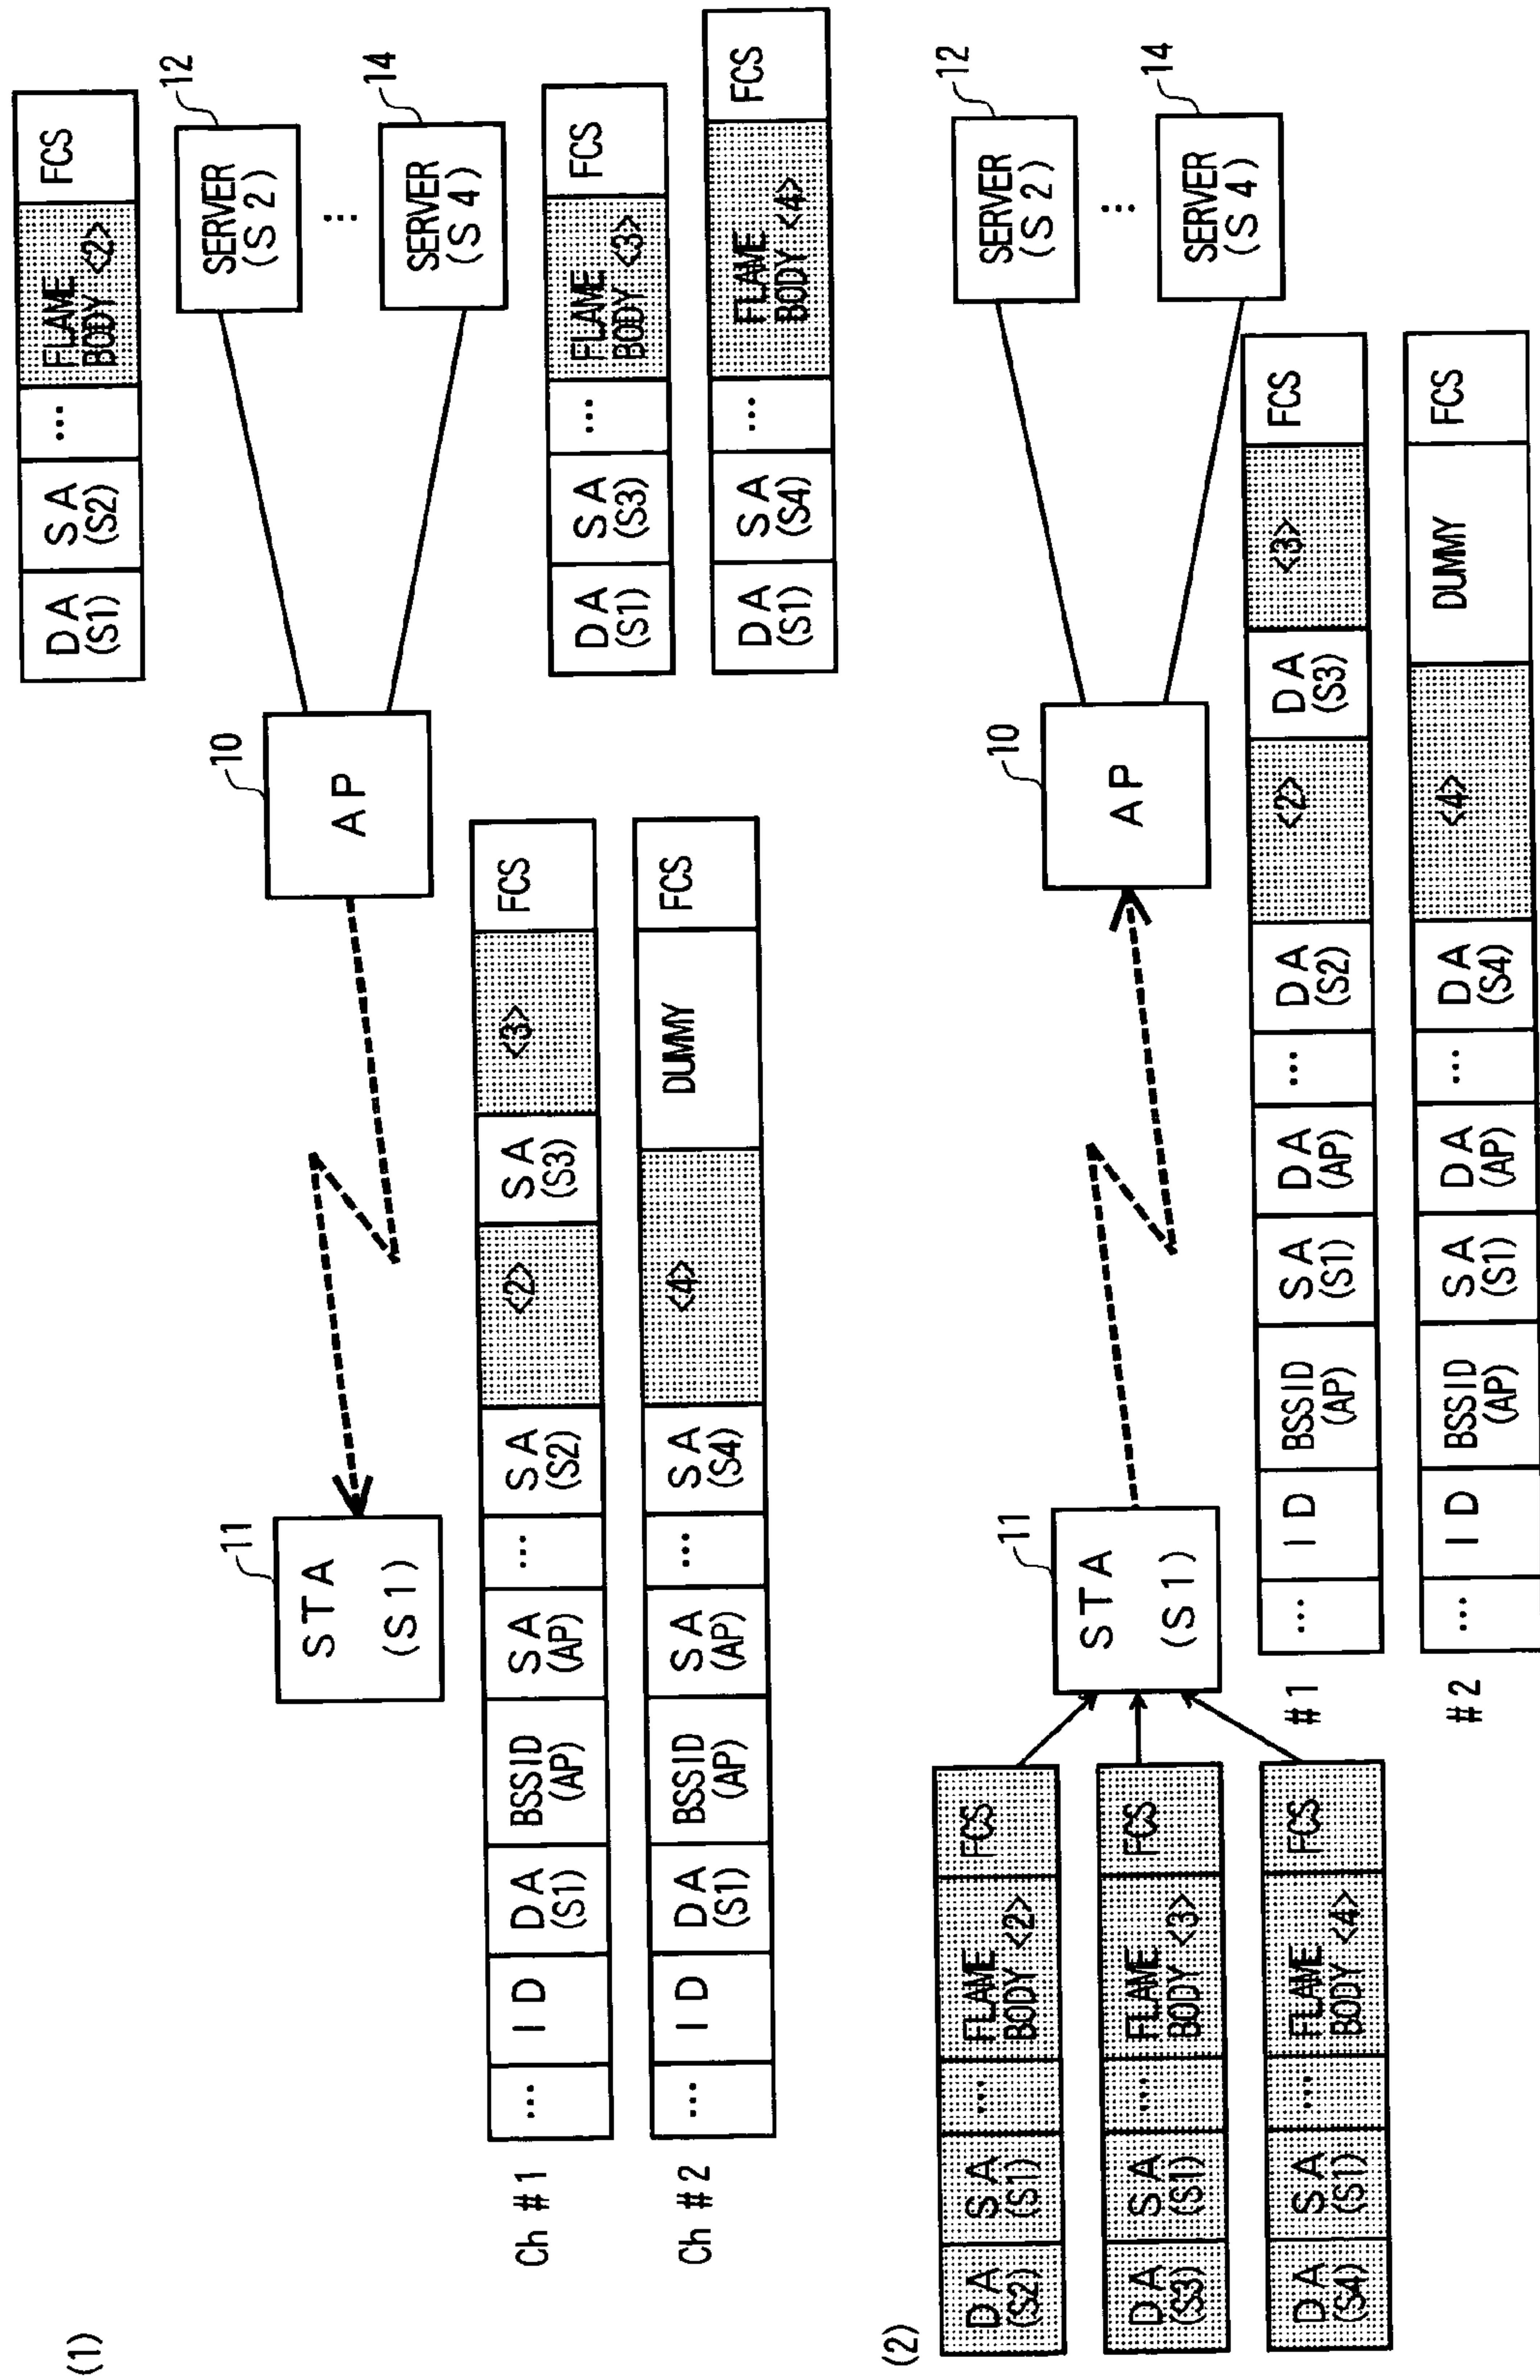 (1)
DA SA ... FLAME FCS
(S1) (S2) BODY <2>
12
SERVER
(S2)
⋮
14
SERVER
(S4)
10
AP
11
STA
(S1)
DA SA ... FLAME FCS
(S1) (S3) BODY <3>
DA SA ... FLAME FCS
(S1) (S4) BODY <4>
Ch #1 ... ID DA BSSID SA ... SA <2> SA <3> FCS
(S1) (AP) (AP) (S2) (S3)
Ch #2 ... ID DA BSSID SA ... SA <4> DUMMY FCS
(S1) (AP) (AP) (S4)
(2)
DA SA ... FLAME FCS
(S2) (S1) BODY <2>
DA SA ... FLAME FCS
(S3) (S1) BODY <3>
DA SA ... FLAME FCS
(S4) (S1) BODY <4>
11
STA
(S1)
10
AP
12
SERVER
(S2)
⋮
14
SERVER
(S4)
#1 ... ID BSSID SA DA ... DA <2> DA <3> FCS
(AP) (S1) (AP) (S2) (S3)
#2 ... ID BSSID SA DA ... DA <4> DUMMY FCS
(AP) (S1) (AP) (S4)